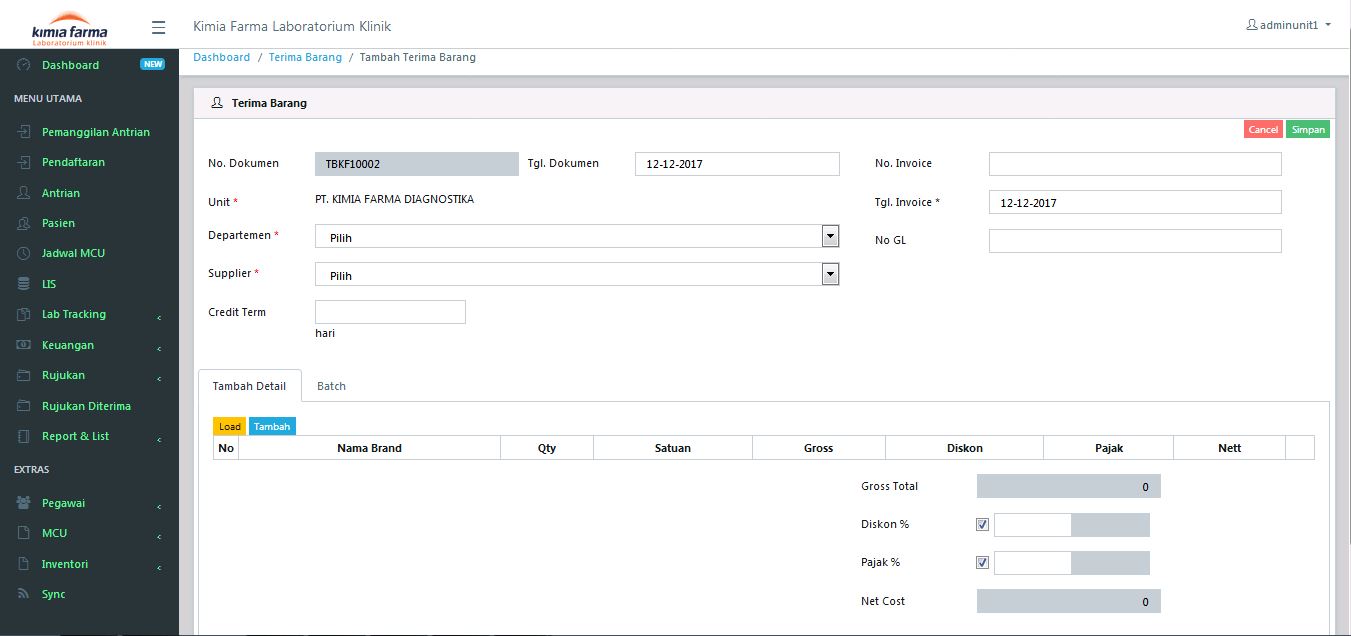 kimia farma
Laboratorium Klinik
Kimia Farma Laboratorium Klinik
adminunit1
Dashboard NEW
MENU UTAMA
Pemanggilan Antrian
Pendaftaran
Antrian
Pasien
Jadwal MCU
LIS
Lab Tracking
Keuangan
Rujukan
Rujukan Diterima
Report & List
EXTRAS
Pegawai
MCU
Inventori
Sync
Dashboard / Terima Barang / Tambah Terima Barang
Terima Barang
Cancel Simpan
No. Dokumen TBKF10002 Tgl. Dokumen 12-12-2017 No. Invoice
Unit * PT. KIMIA FARMA DIAGNOSTIKA Tgl. Invoice * 12-12-2017
Departemen * Pilih No GL
Supplier * Pilih
Credit Term
hari
Tambah Detail Batch
Load Tambah
No Nama Brand Qty Satuan Gross Diskon Pajak Nett
Gross Total 0
Diskon %
Pajak %
Net Cost 0